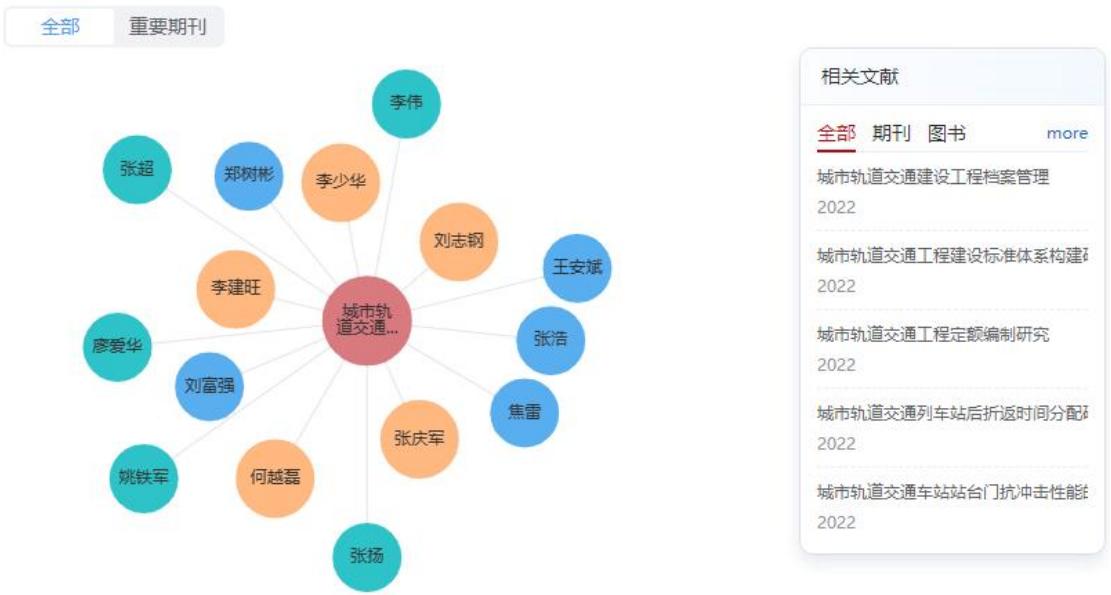 全部 重要期刊
李伟
张超
郑树彬
李少华
刘志钢
王安斌
李建旺
城市轨
道交通...
张浩
廖爱华
刘富强
焦雷
张庆军
姚铁军
何越磊
张扬
相关文献
全部 期刊 图书 more
城市轨道交通建设工程档案管理
2022
城市轨道交通工程建设标准体系构建
2022
城市轨道交通工程定额编制研究
2022
城市轨道交通列车站后折返时间分配
2022
城市轨道交通车站站台门抗冲击性能
2022